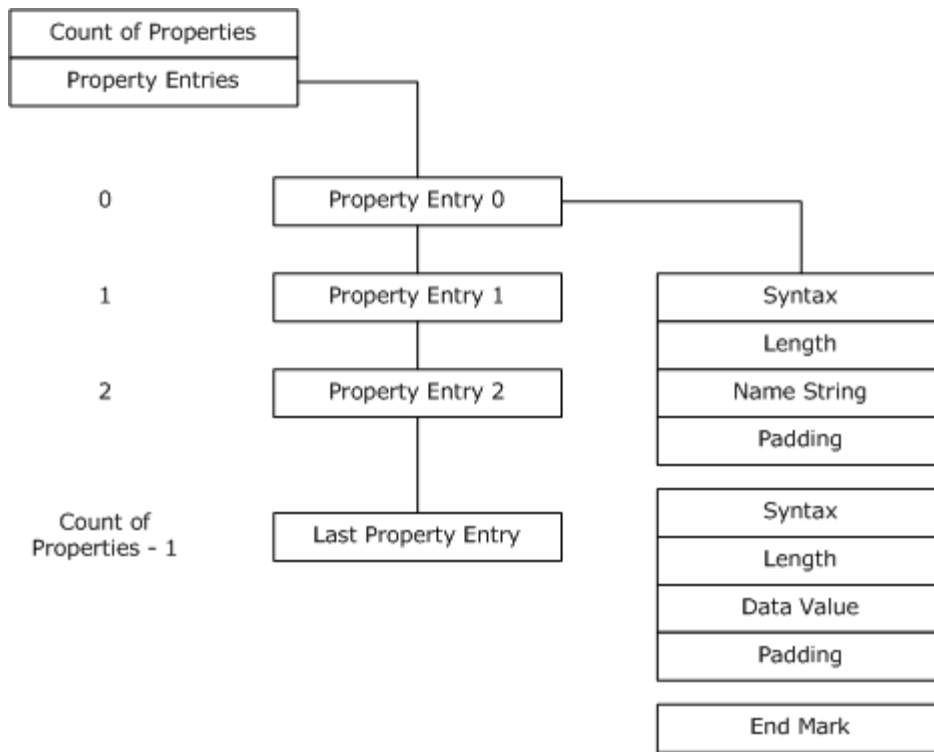 Count of Properties
Property Entries
0
Property Entry 0
1
Property Entry 1
Syntax
Length
2
Property Entry 2
Name String
Padding
Count of
Properties - 1
Last Property Entry
Syntax
Length
Data Value
Padding
End Mark